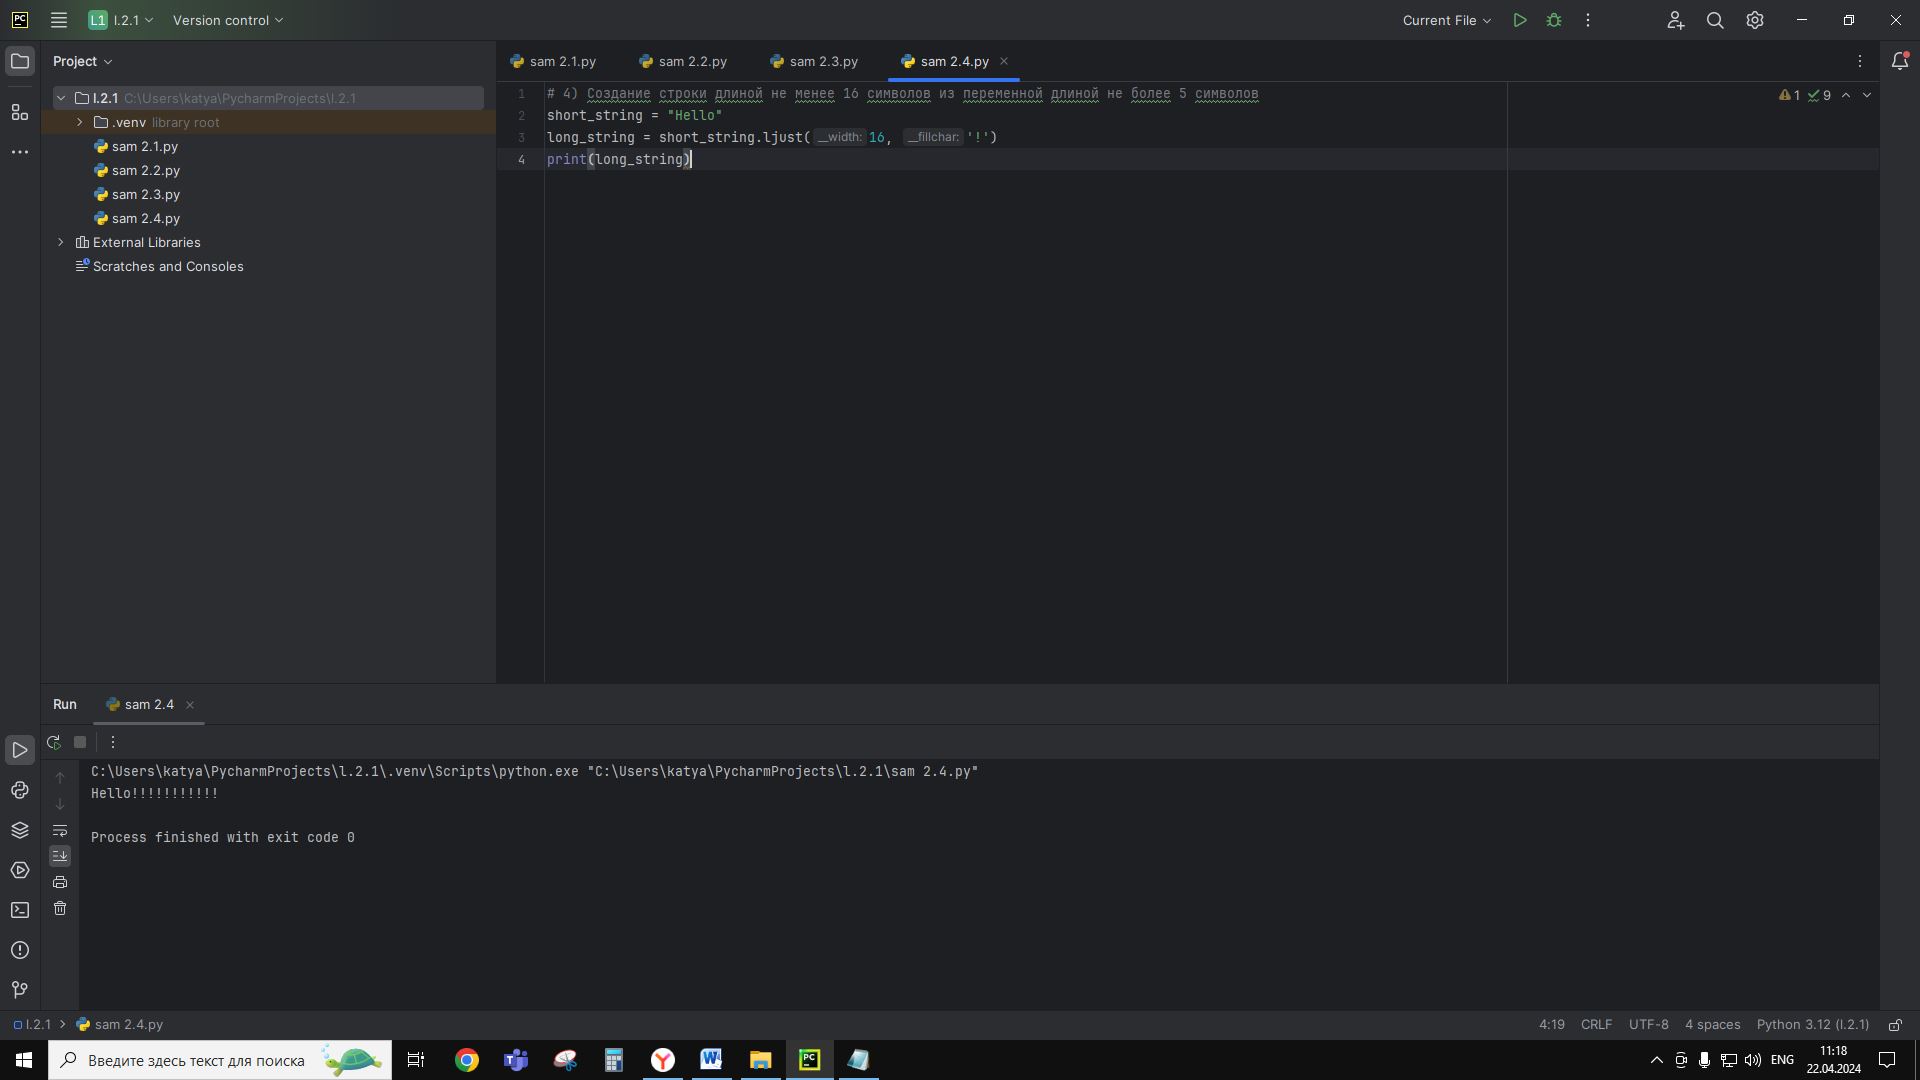 PC L1 l.2.1 Version control Current File
Project
sam 2.1.py sam 2.2.py sam 2.3.py sam 2.4.py
l.2.1 C:\Users\katya\PycharmProjects\l.2.1
.venv library root
sam 2.1.py
sam 2.2.py
sam 2.3.py
sam 2.4.py
External Libraries
Scratches and Consoles
1 # 4) Создание строки длиной не менее 16 символов из переменной длиной не более 5 символов
2 short_string = "Hello"
3 long_string = short_string.ljust( __width: 16, __fillchar: '!')
4 print(long_string)
1 9
Run sam 2.4
C:\Users\katya\PycharmProjects\l.2.1\.venv\Scripts\python.exe "C:\Users\katya\PycharmProjects\l.2.1\sam 2.4.py"
Hello!!!!!!!!!!!
Process finished with exit code 0
l.2.1 sam 2.4.py 4:19 CRLF UTF-8 4 spaces Python 3.12 (l.2.1)
Введите здесь текст для поиска
ENG
11:18
22.04.2024